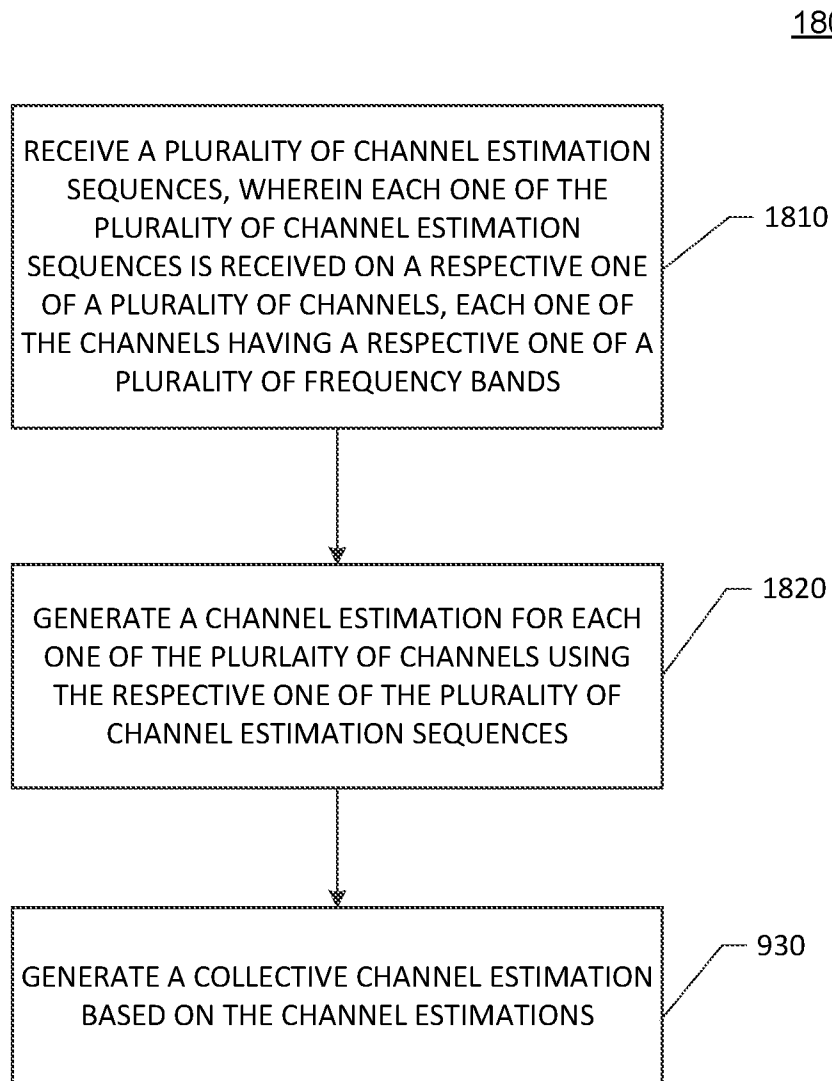 180
RECEIVE A PLURALITY OF CHANNEL ESTIMATION
SEQUENCES, WHEREIN EACH ONE OF THE
PLURALITY OF CHANNEL ESTIMATION
SEQUENCES IS RECEIVED ON A RESPECTIVE ONE
OF A PLURALITY OF CHANNELS, EACH ONE OF
THE CHANNELS HAVING A RESPECTIVE ONE OF A
PLURALITY OF FREQUENCY BANDS
1810
GENERATE A CHANNEL ESTIMATION FOR EACH
ONE OF THE PLURLAITY OF CHANNELS USING
THE RESPECTIVE ONE OF THE PLURALITY OF
CHANNEL ESTIMATION SEQUENCES
1820
GENERATE A COLLECTIVE CHANNEL ESTIMATION
BASED ON THE CHANNEL ESTIMATIONS
930